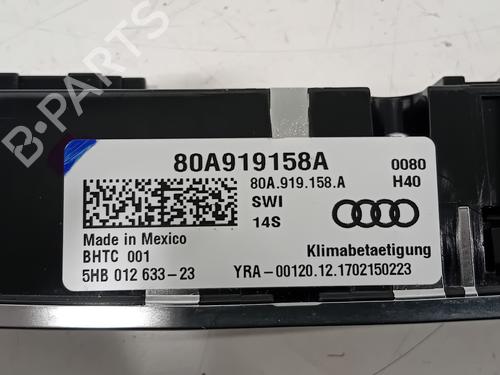 B-PARTS
80A919158A
0080
80A.919.158.A
H40
SWI
14S
Made in Mexico
BHTC 001
Klimabetaetigung
5HB 012 633-23
YRA-00120.12.1702150223